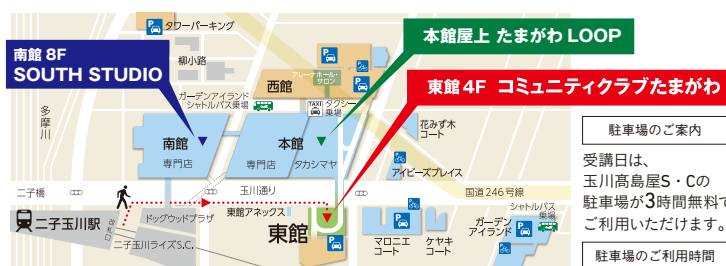 タワーパーキング
本館屋上 たまがわ LOOP
南館 8F
SOUTH STUDIO
柳小路
アレーナホール・
サロン
西館
東館 4F コミュニティクラブたまがわ
ガーデンアイランド
シャトルバス乗場
TAXI
タクシー
乗場
多摩川
花みず木
コート
駐車場のご案内
南館
専門店
本館
専門店
タカシマヤ
アイビーズプレイス
受講日は、
玉川髙島屋S・Cの
駐車場が3時間無料で
ご利用いただけます。
二子橋
玉川通り
国道246号線
二子玉川駅
改札口
ドッグウッドプラザ
東館アネックス
東館
シャトルバス
乗場
ガーデン
アイランド
二子玉川ライズS.C.
マロニエ
コート
ケヤキ
コート
駐車場のご利用時間